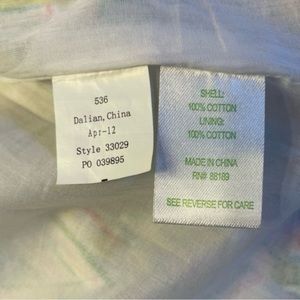 536
Dalian, China
Apr-12
Style 33029
PO 039895
SHELL:
100% COTTON
LINING:
100% COTTON
MADE IN CHINA
RN# 88189
SEE REVERSE FOR CARE